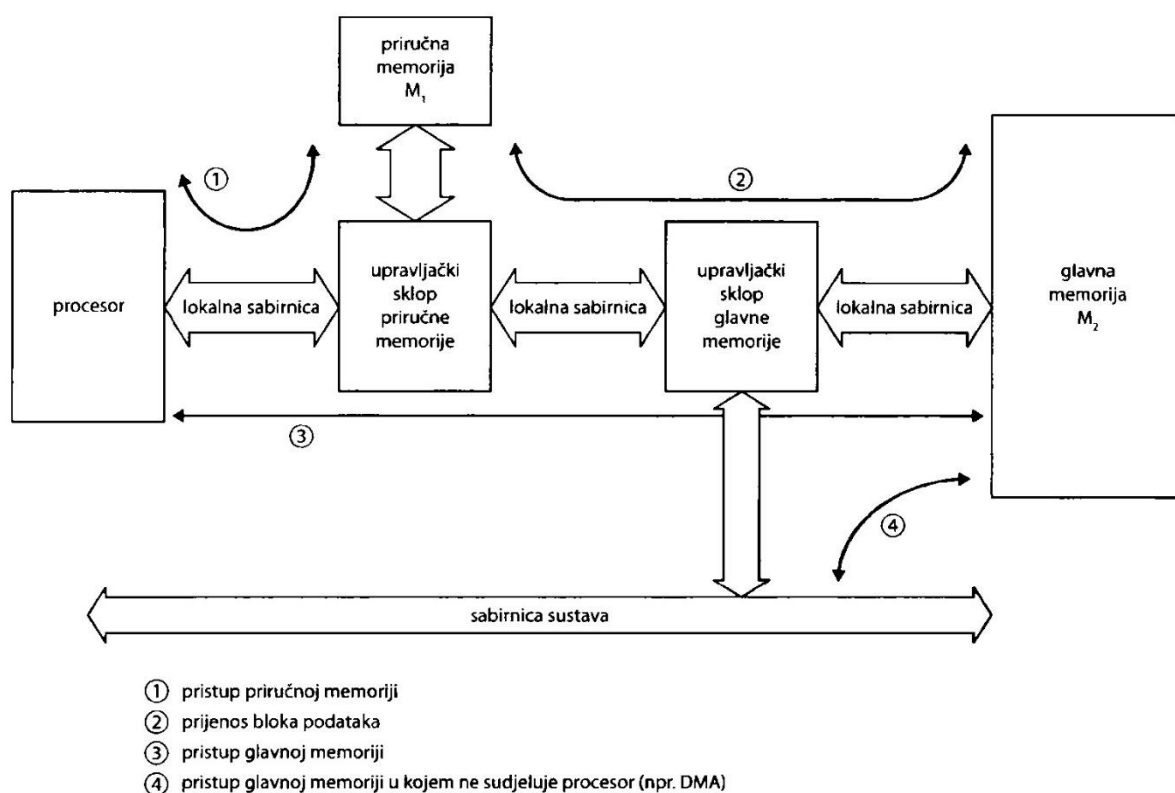 priručna
memorija
M₁
①
②
procesor
lokalna sabirnica
upravljački
sklop
priručne
memorije
lokalna sabirnica
upravljački
sklop
glavne
memorije
lokalna sabirnica
glavna
memorija
M₂
③
④
sabirnica sustava
① pristup priručnoj memoriji
② prijenos bloka podataka
③ pristup glavnoj memoriji
④ pristup glavnoj memoriji u kojem ne sudjeluje procesor (npr. DMA)